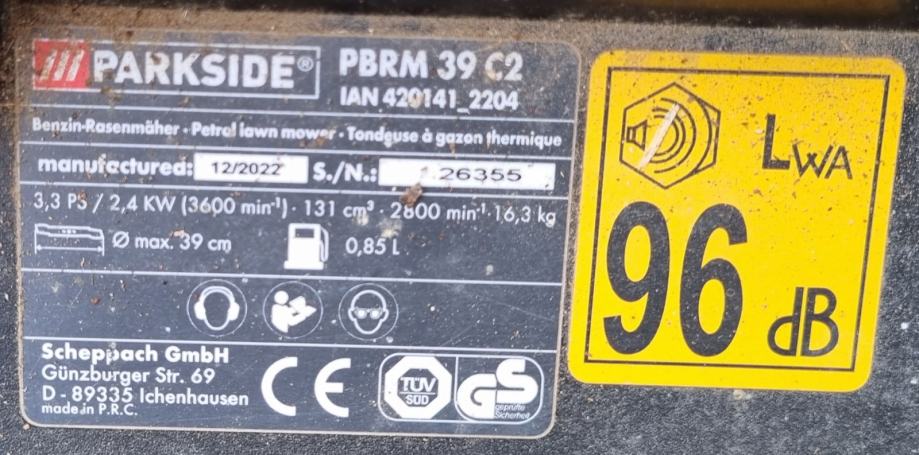 PARKSIDE®
PBRM 39 C2
IAN 420141_2204
Benzin-Rasenmäher · Petrol lawn mower · Tondeuse à gazon thermique
manufactured: 12/2022 S./N.: 26355
3,3 PS / 2,4 KW (3600 min⁻¹) · 131 cm³ · 2800 min⁻¹ · 16,3 kg
Ø max. 39 cm 0,85 L
Scheppach GmbH
Günzburger Str. 69
D - 89335 Ichenhausen
made in P.R.C.
CE
TÜV
SÜD
GS
geprüfte
Sicherheit
LWA
96 dB